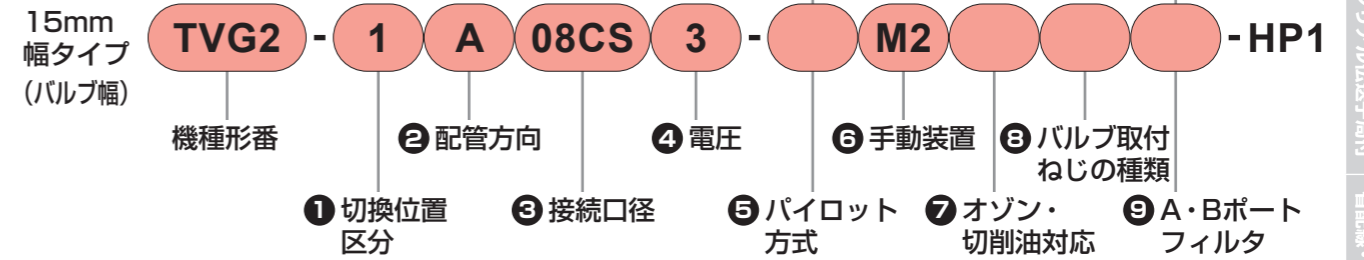 15mm
幅タイプ
(バルブ幅)
TVG2 - 1 A 08CS 3 - M2 - HP1
機種形番
❷ 配管方向
❹ 電圧
❻ 手動装置
❽ バルブ取付
ねじの種類
❶ 切換位置
区分
❸ 接続口径
❺ パイロット
方式
❼ オゾン・
切削油対応
❾ A・Bポート
フィルタ